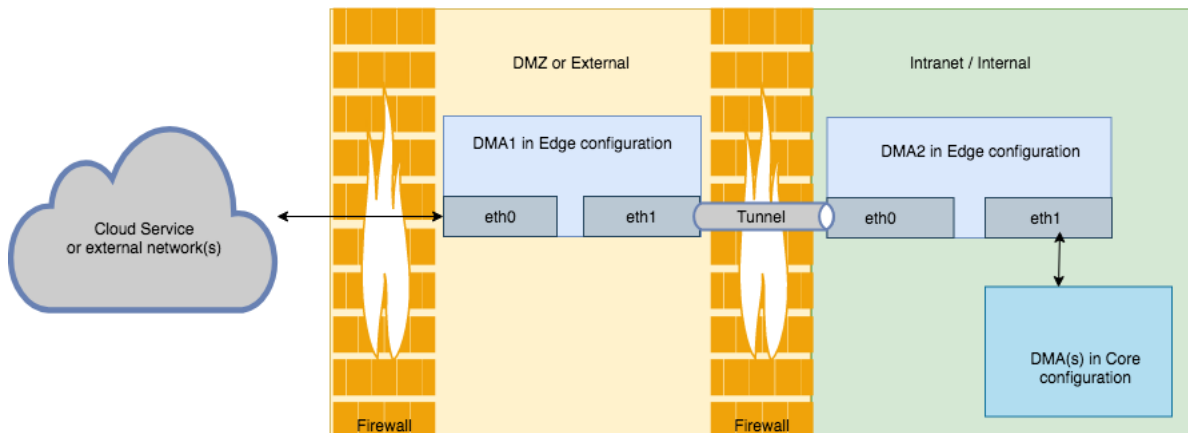 DMZ or External
Intranet / Internal
DMA1 in Edge configuration
DMA2 in Edge configuration
Cloud Service
or external network(s)
eth0
eth1
Tunnel
eth0
eth1
DMA(s) in Core
configuration
Firewall
Firewall